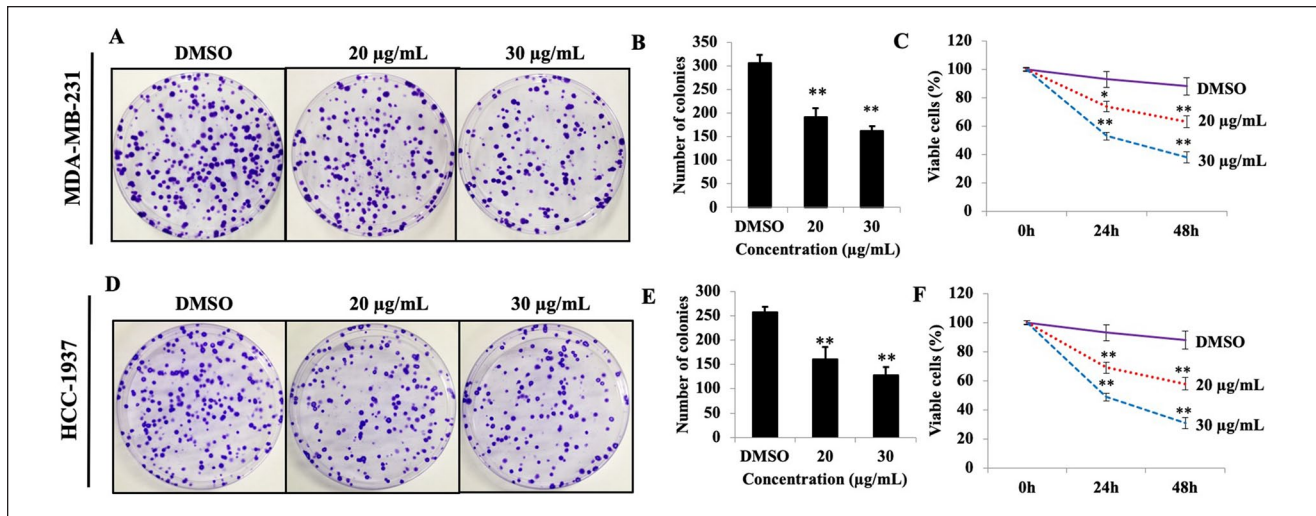 A
DMSO 20 µg/mL 30 µg/mL
MDA-MB-231
B
350
300
250
200
150
100
50
0
Number of colonies
**
**
DMSO 20 30
Concentration (µg/mL)
C
120
100
80
60
40
20
0
Viable cells (%)
*
**
**
**
DMSO
20 µg/mL
30 µg/mL
0h 24h 48h
D
DMSO 20 µg/mL 30 µg/mL
HCC-1937
E
300
250
200
150
100
50
0
Number of colonies
**
**
DMSO 20 30
Concentration (µg/mL)
F
120
100
80
60
40
20
0
Viable cells (%)
**
**
**
**
DMSO
20 µg/mL
30 µg/mL
0h 24h 48h